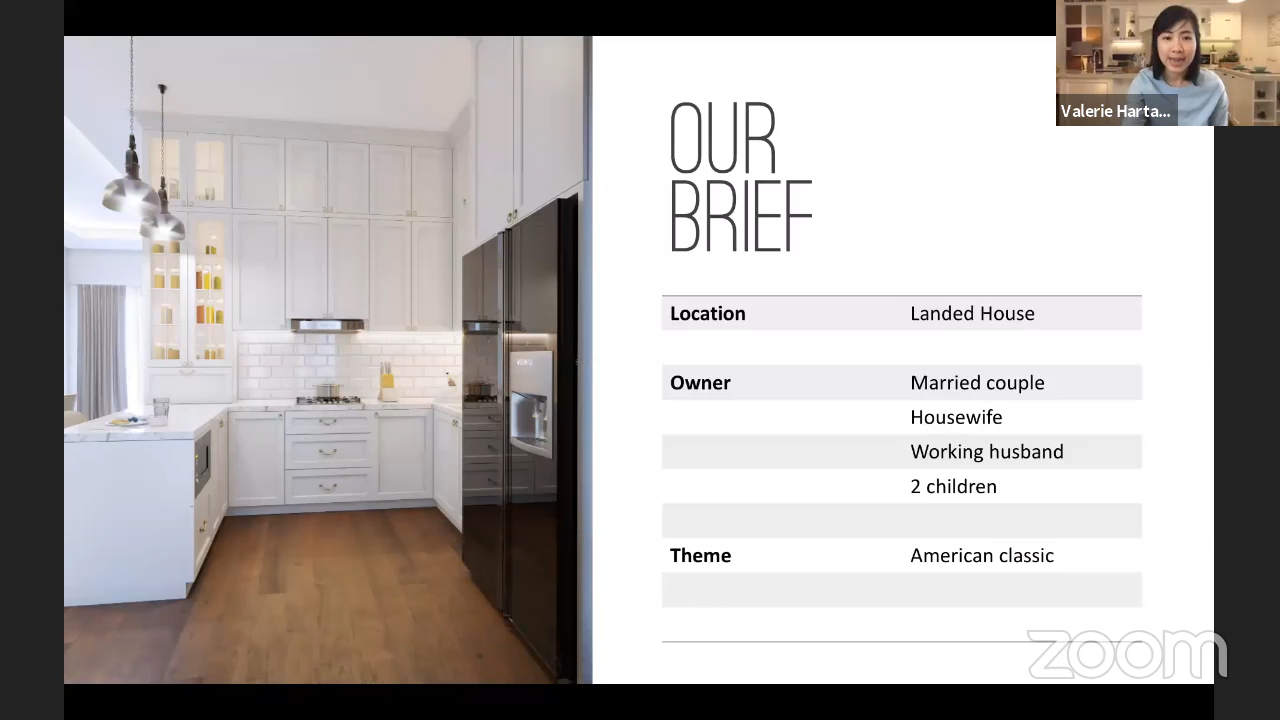 Valerie Harta...
OUR
BRIEF
Location Landed House
Owner Married couple
Housewife
Working husband
2 children
Theme American classic
zoom